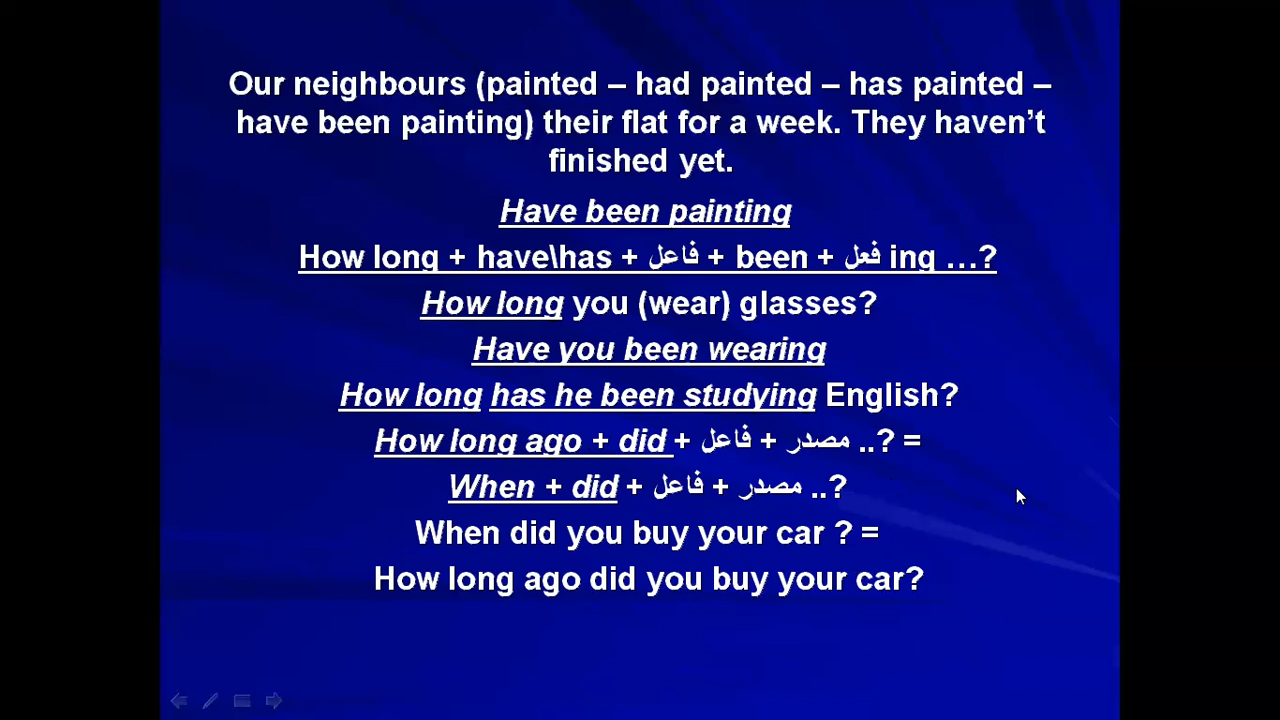 Our neighbours (painted – had painted – has painted –
have been painting) their flat for a week. They haven’t
finished yet.
Have been painting
How long + have\has + فاعل + been + فعل ing …?
How long you (wear) glasses?
Have you been wearing
How long has he been studying English?
How long ago + did + فاعل + مصدر ..? =
When + did + فاعل + مصدر ..?
When did you buy your car ? =
How long ago did you buy your car?